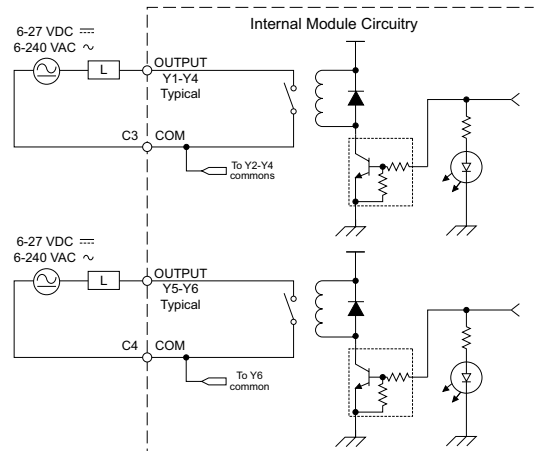 Internal Module Circuitry
6-27 VDC ⎓
6-240 VAC ∼
L
OUTPUT
Y1-Y4
Typical
C3
COM
To Y2-Y4
commons
6-27 VDC ⎓
6-240 VAC ∼
L
OUTPUT
Y5-Y6
Typical
C4
COM
To Y6
common